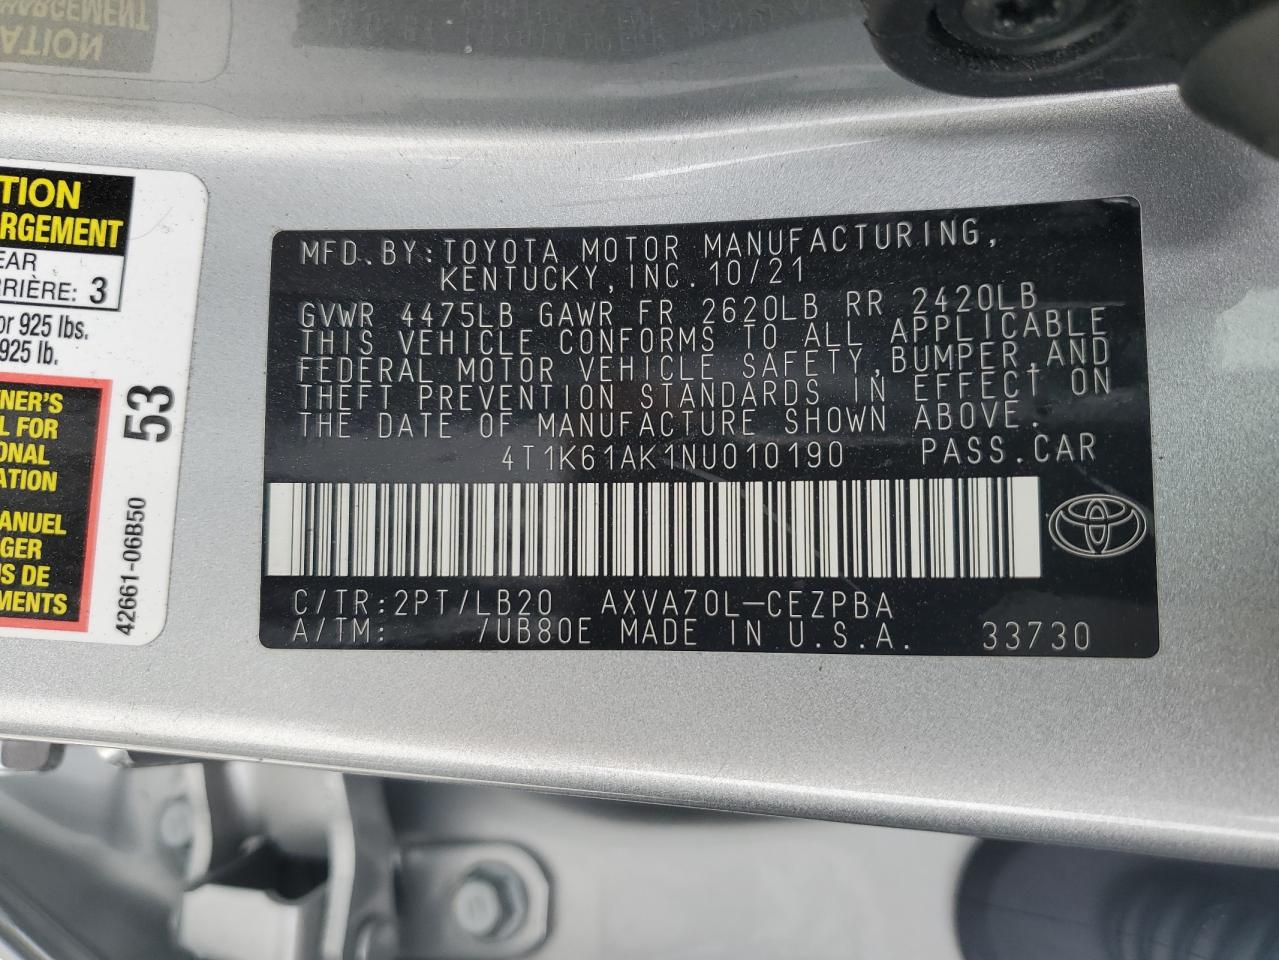 TION
RGEMENT
EAR
RRIÈRE: 3
or 925 lbs.
925 lb.
NER'S
L FOR
ONAL
ATION
ANUEL
GER
S DE
MENTS
53
42661-06B50
MFD.BY:TOYOTA MOTOR MANUFACTURING,
KENTUCKY,INC.10/21
GVWR 4475LB GAWR FR 2620LB RR 2420LB
THIS VEHICLE CONFORMS TO ALL APPLICABLE
FEDERAL MOTOR VEHICLE SAFETY,BUMPER,AND
THEFT PREVENTION STANDARDS IN EFFECT ON
THE DATE OF MANUFACTURE SHOWN ABOVE.
4T1K61AK1NU010190 PASS.CAR
C/TR:2PT/LB20 AXVA70L-CEZPBA
A/TM: /UB80E MADE IN U.S.A. 33730